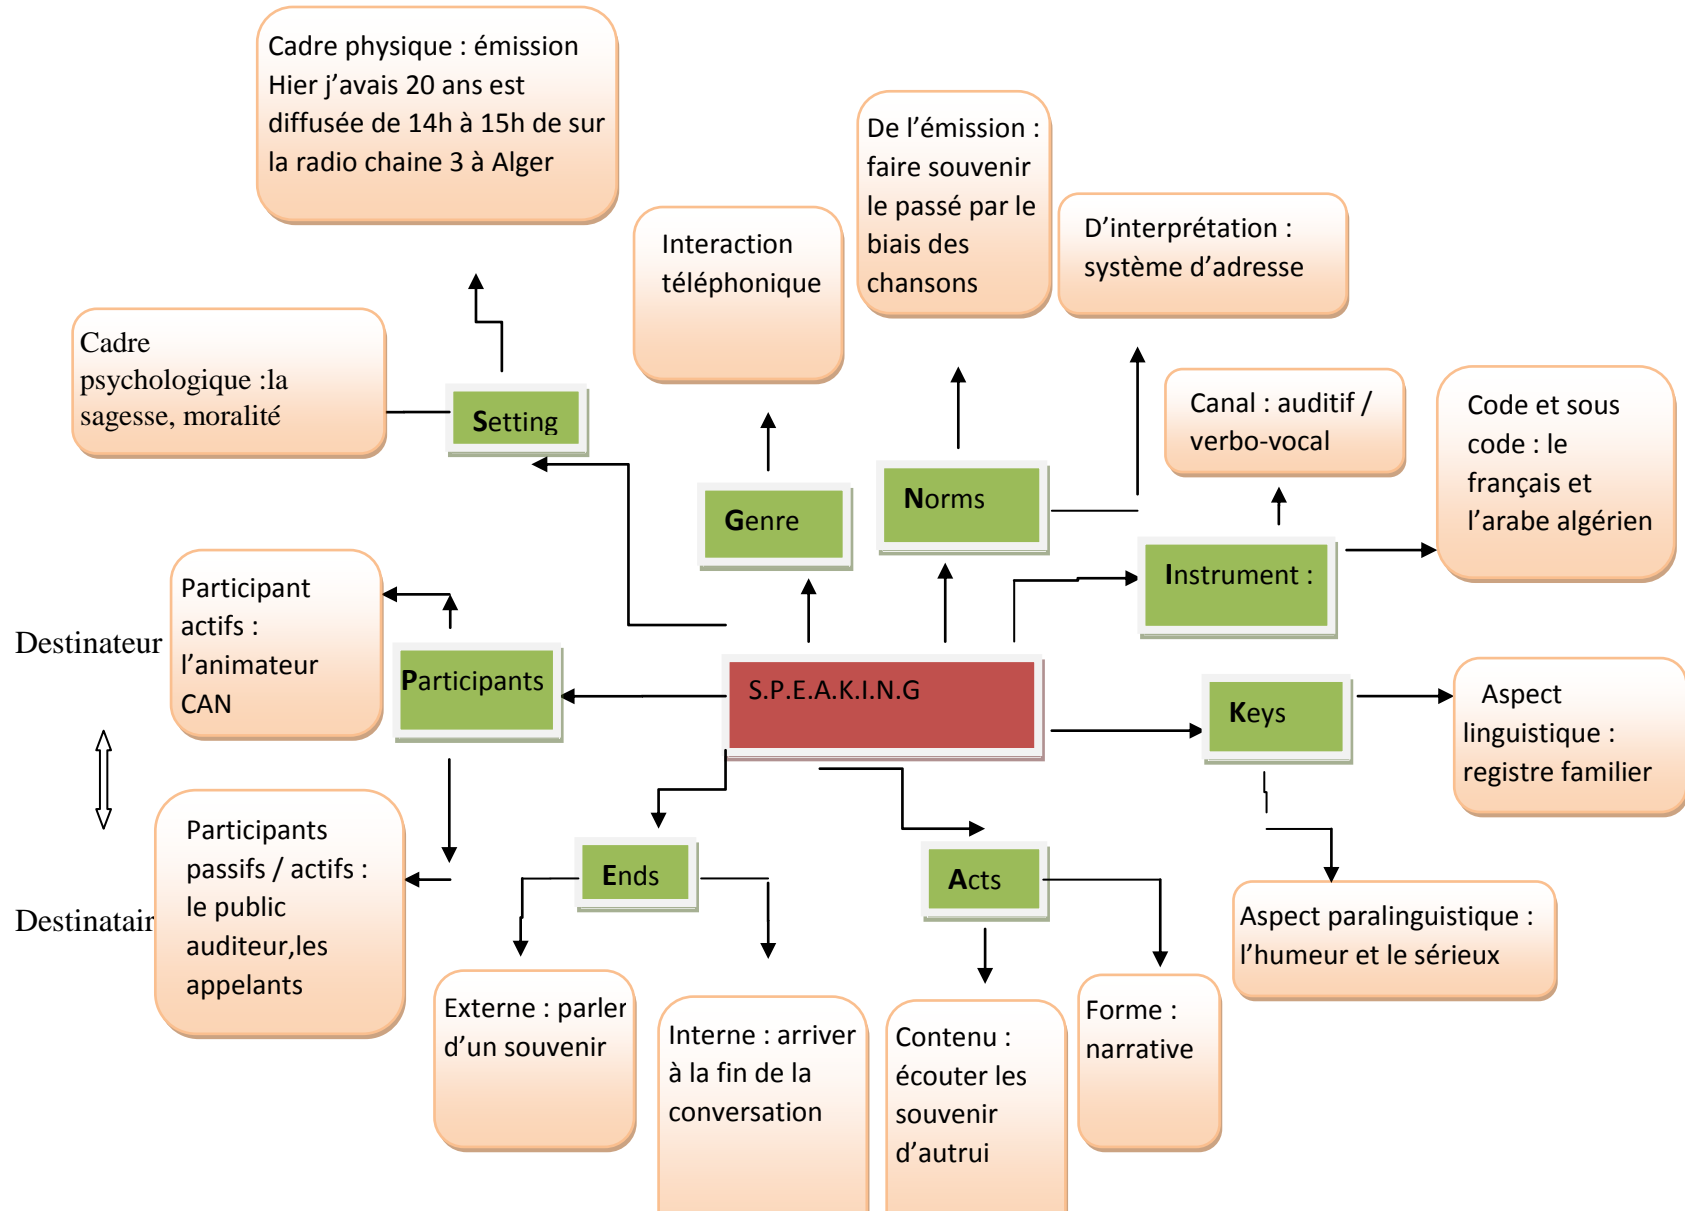 Cadre physique : émission
Hier j’avais 20 ans est
diffusée de 14h à 15h de sur
la radio chaine 3 à Alger
De l’émission :
faire souvenir
le passé par le
biais des
chansons
Interaction
téléphonique
D’interprétation :
système d’adresse
Cadre
psychologique :la
sagesse, moralité
Setting
Canal : auditif /
verbo-vocal
Code et sous
code : le
français et
l’arabe algérien
Genre
Norms
Instrument :
Destinateur
Participant
actifs :
l’animateur
CAN
Participants
S.P.E.A.K.I.N.G
Keys
Aspect
linguistique :
registre familier
Destinatair
Participants
passifs / actifs :
le public
auditeur,les
appelants
Ends
Acts
Aspect paralinguistique :
l’humeur et le sérieux
Externe : parler
d’un souvenir
Interne : arriver
à la fin de la
conversation
Contenu :
écouter les
souvenir
d’autrui
Forme :
narrative